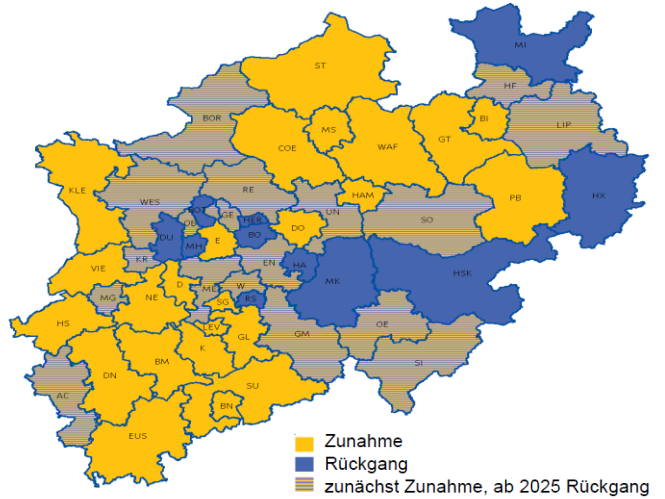 MI
ST
HF
BOR
LIP
MS
BI
COE
WAF
GT
KLE
RE
HAM
PB
HX
WES
BOT
GE
HER
UN
SO
OB
DU
MH
E
BO
DO
VIE
KR
EN
HA
HSK
MK
D
ME
W
MG
NE
SG
RS
HS
LEV
OE
K
GL
GM
BM
DN
SI
AC
SU
BN
EUS
Zunahme
Rückgang
zunächst Zunahme, ab 2025 Rückgang